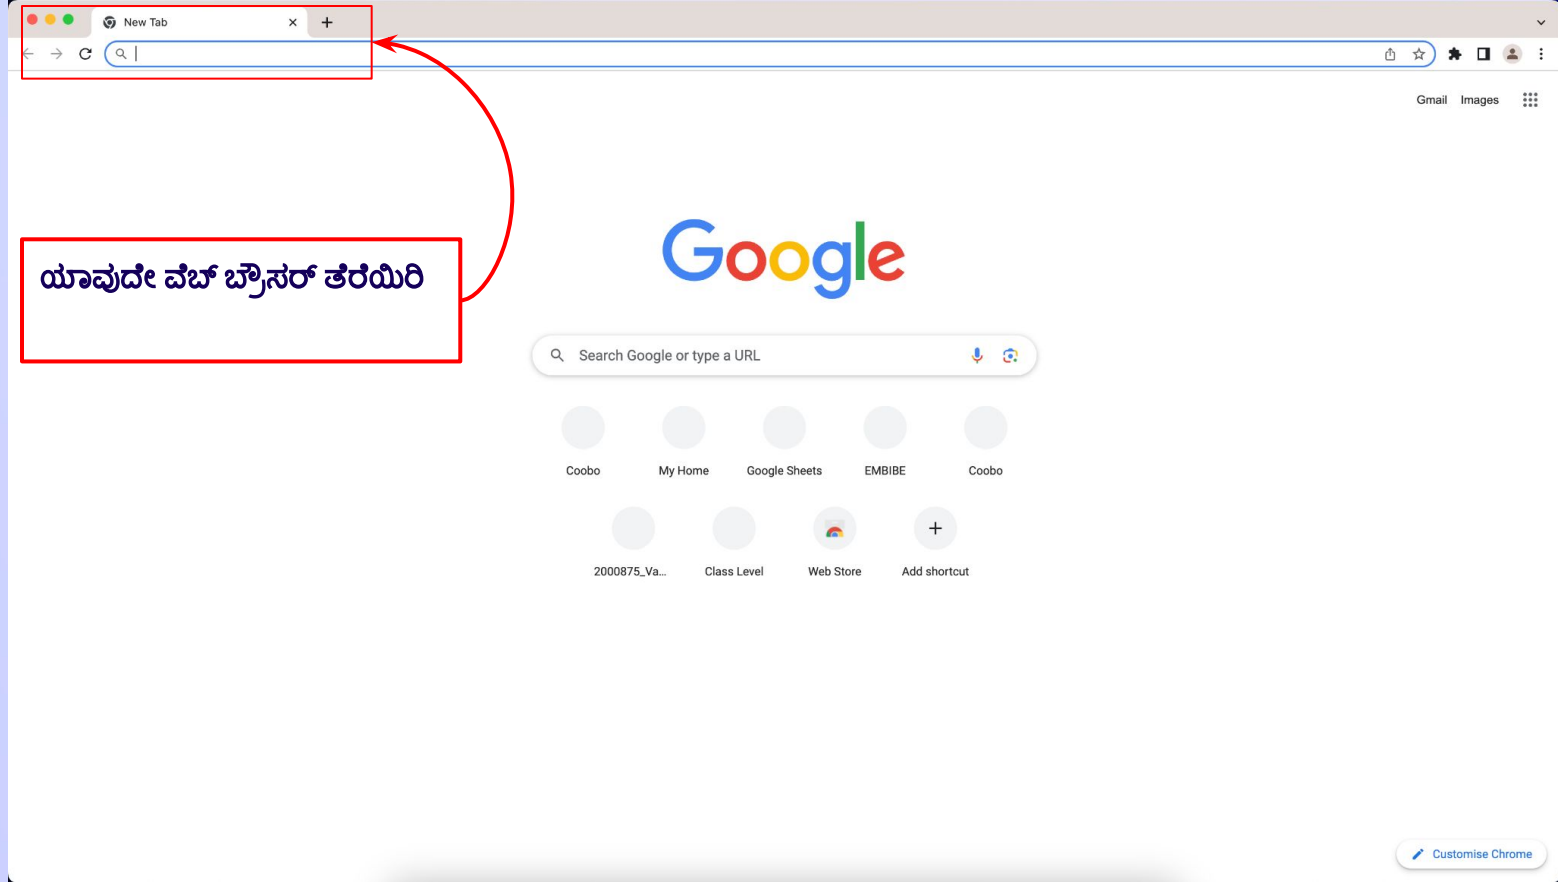 New Tab
Gmail Images
ಯಾವುದೇ ವೆಬ್ ಬ್ರೌಸರ್ ತೆರೆಯಿರಿ
Google
Search Google or type a URL
Coobo My Home Google Sheets EMBIBE Coobo
2000875_Va... Class Level Web Store Add shortcut
Customise Chrome